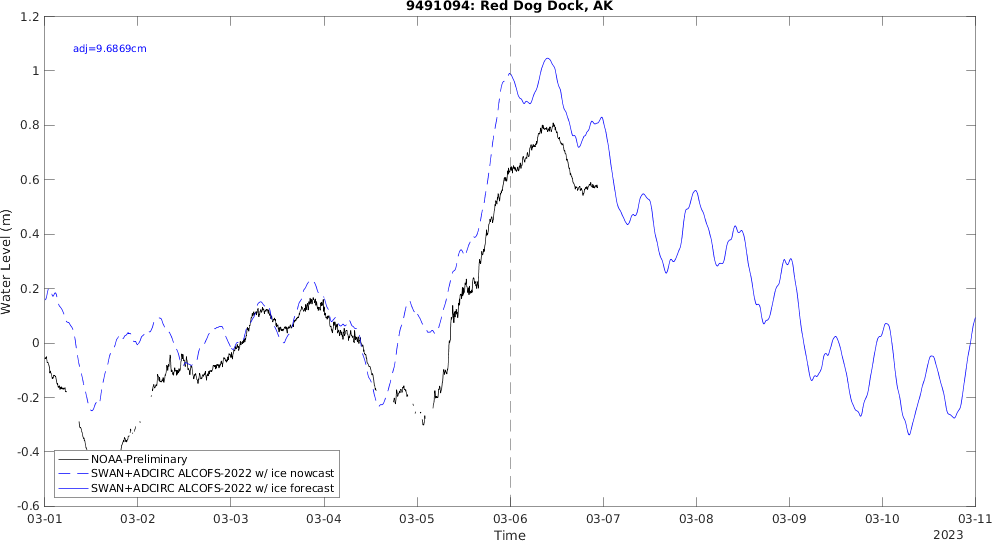 9491094: Red Dog Dock, AK
adj=9.6869cm
1.2
1
0.8
0.6
0.4
0.2
0
-0.2
-0.4
-0.6
Water Level (m)
NOAA-Preliminary
SWAN+ADCIRC ALCOFS-2022 w/ ice nowcast
SWAN+ADCIRC ALCOFS-2022 w/ ice forecast
03-01 03-02 03-03 03-04 03-05 03-06 03-07 03-08 03-09 03-10 03-11
Time
2023